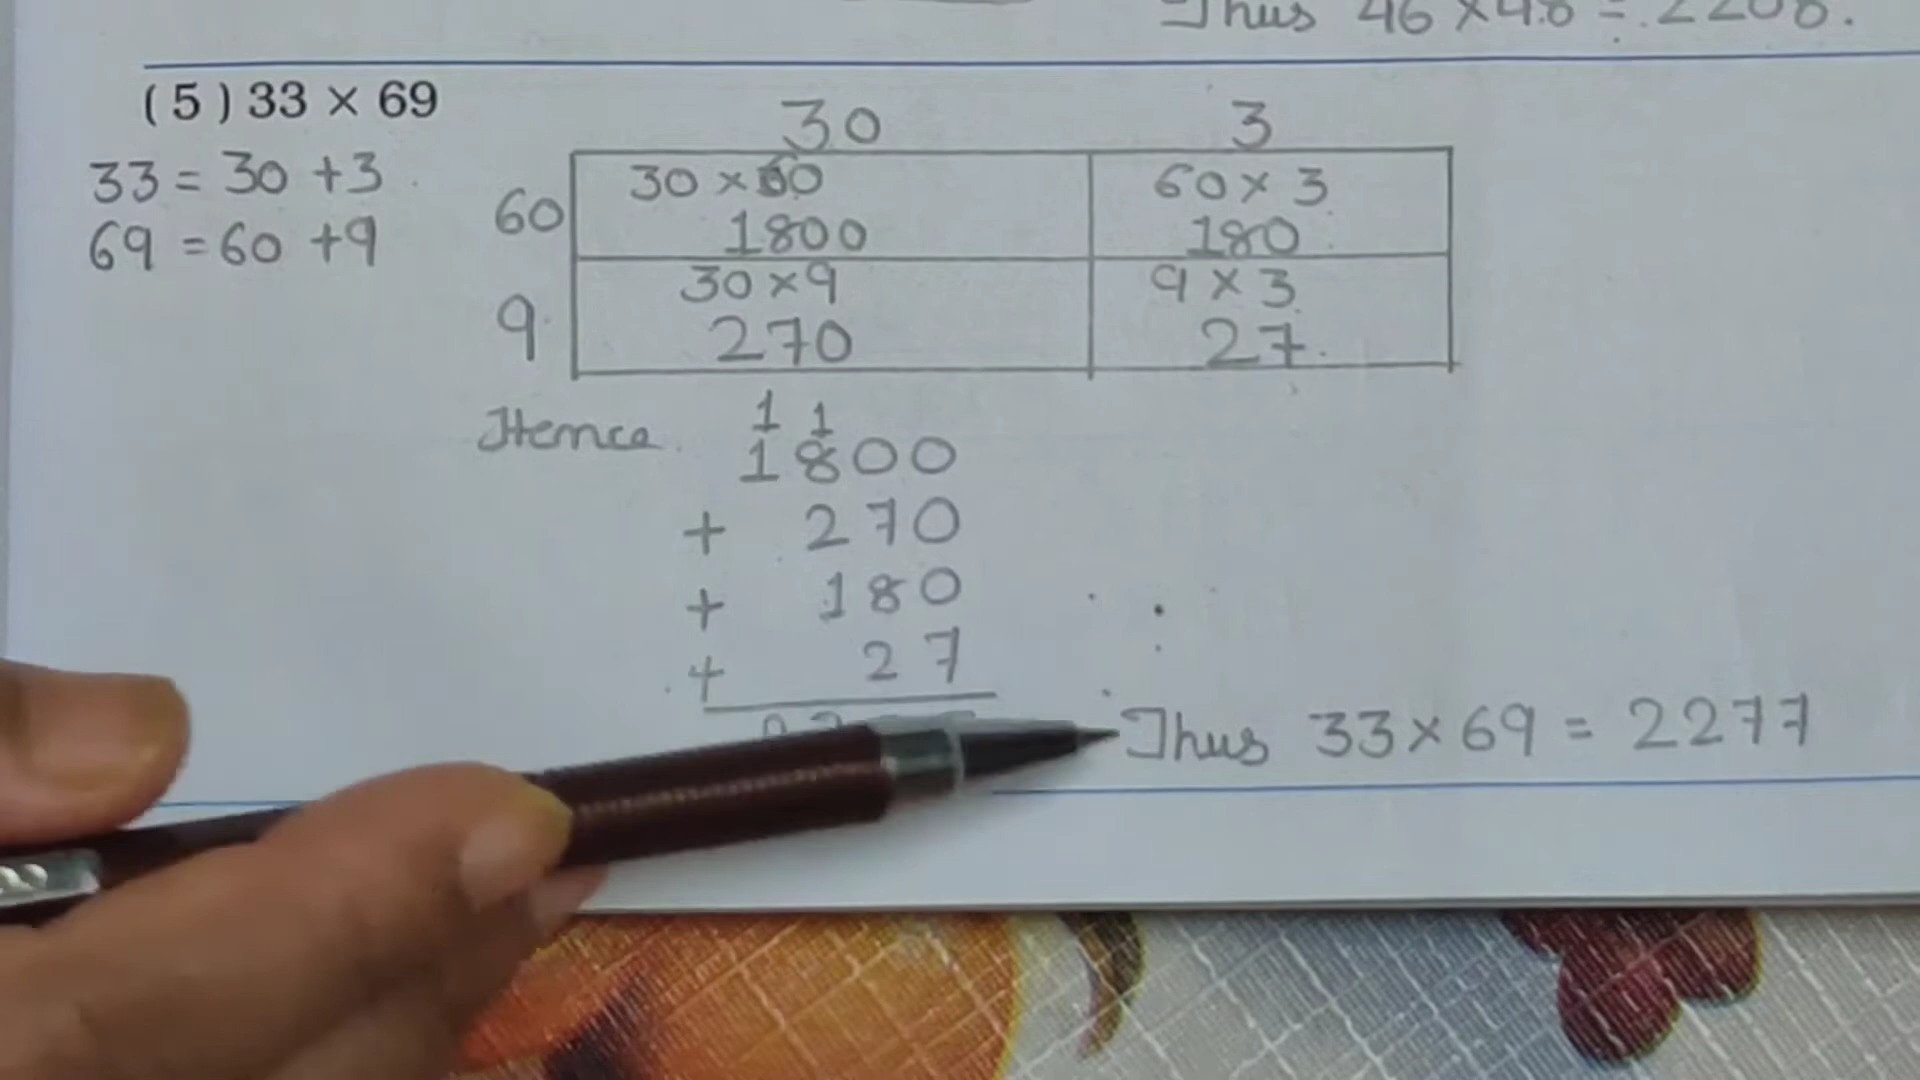 Thus 46 × 48 = 2208.
( 5 ) 33 × 69
33 = 30 + 3
69 = 60 + 9
30 3
60 30 × 60 60 × 3
1800 180
9 30 × 9 9 × 3
270 27
Hence 1 1
1800
+ 270
+ 180
+ 27
Thus 33 × 69 = 2277